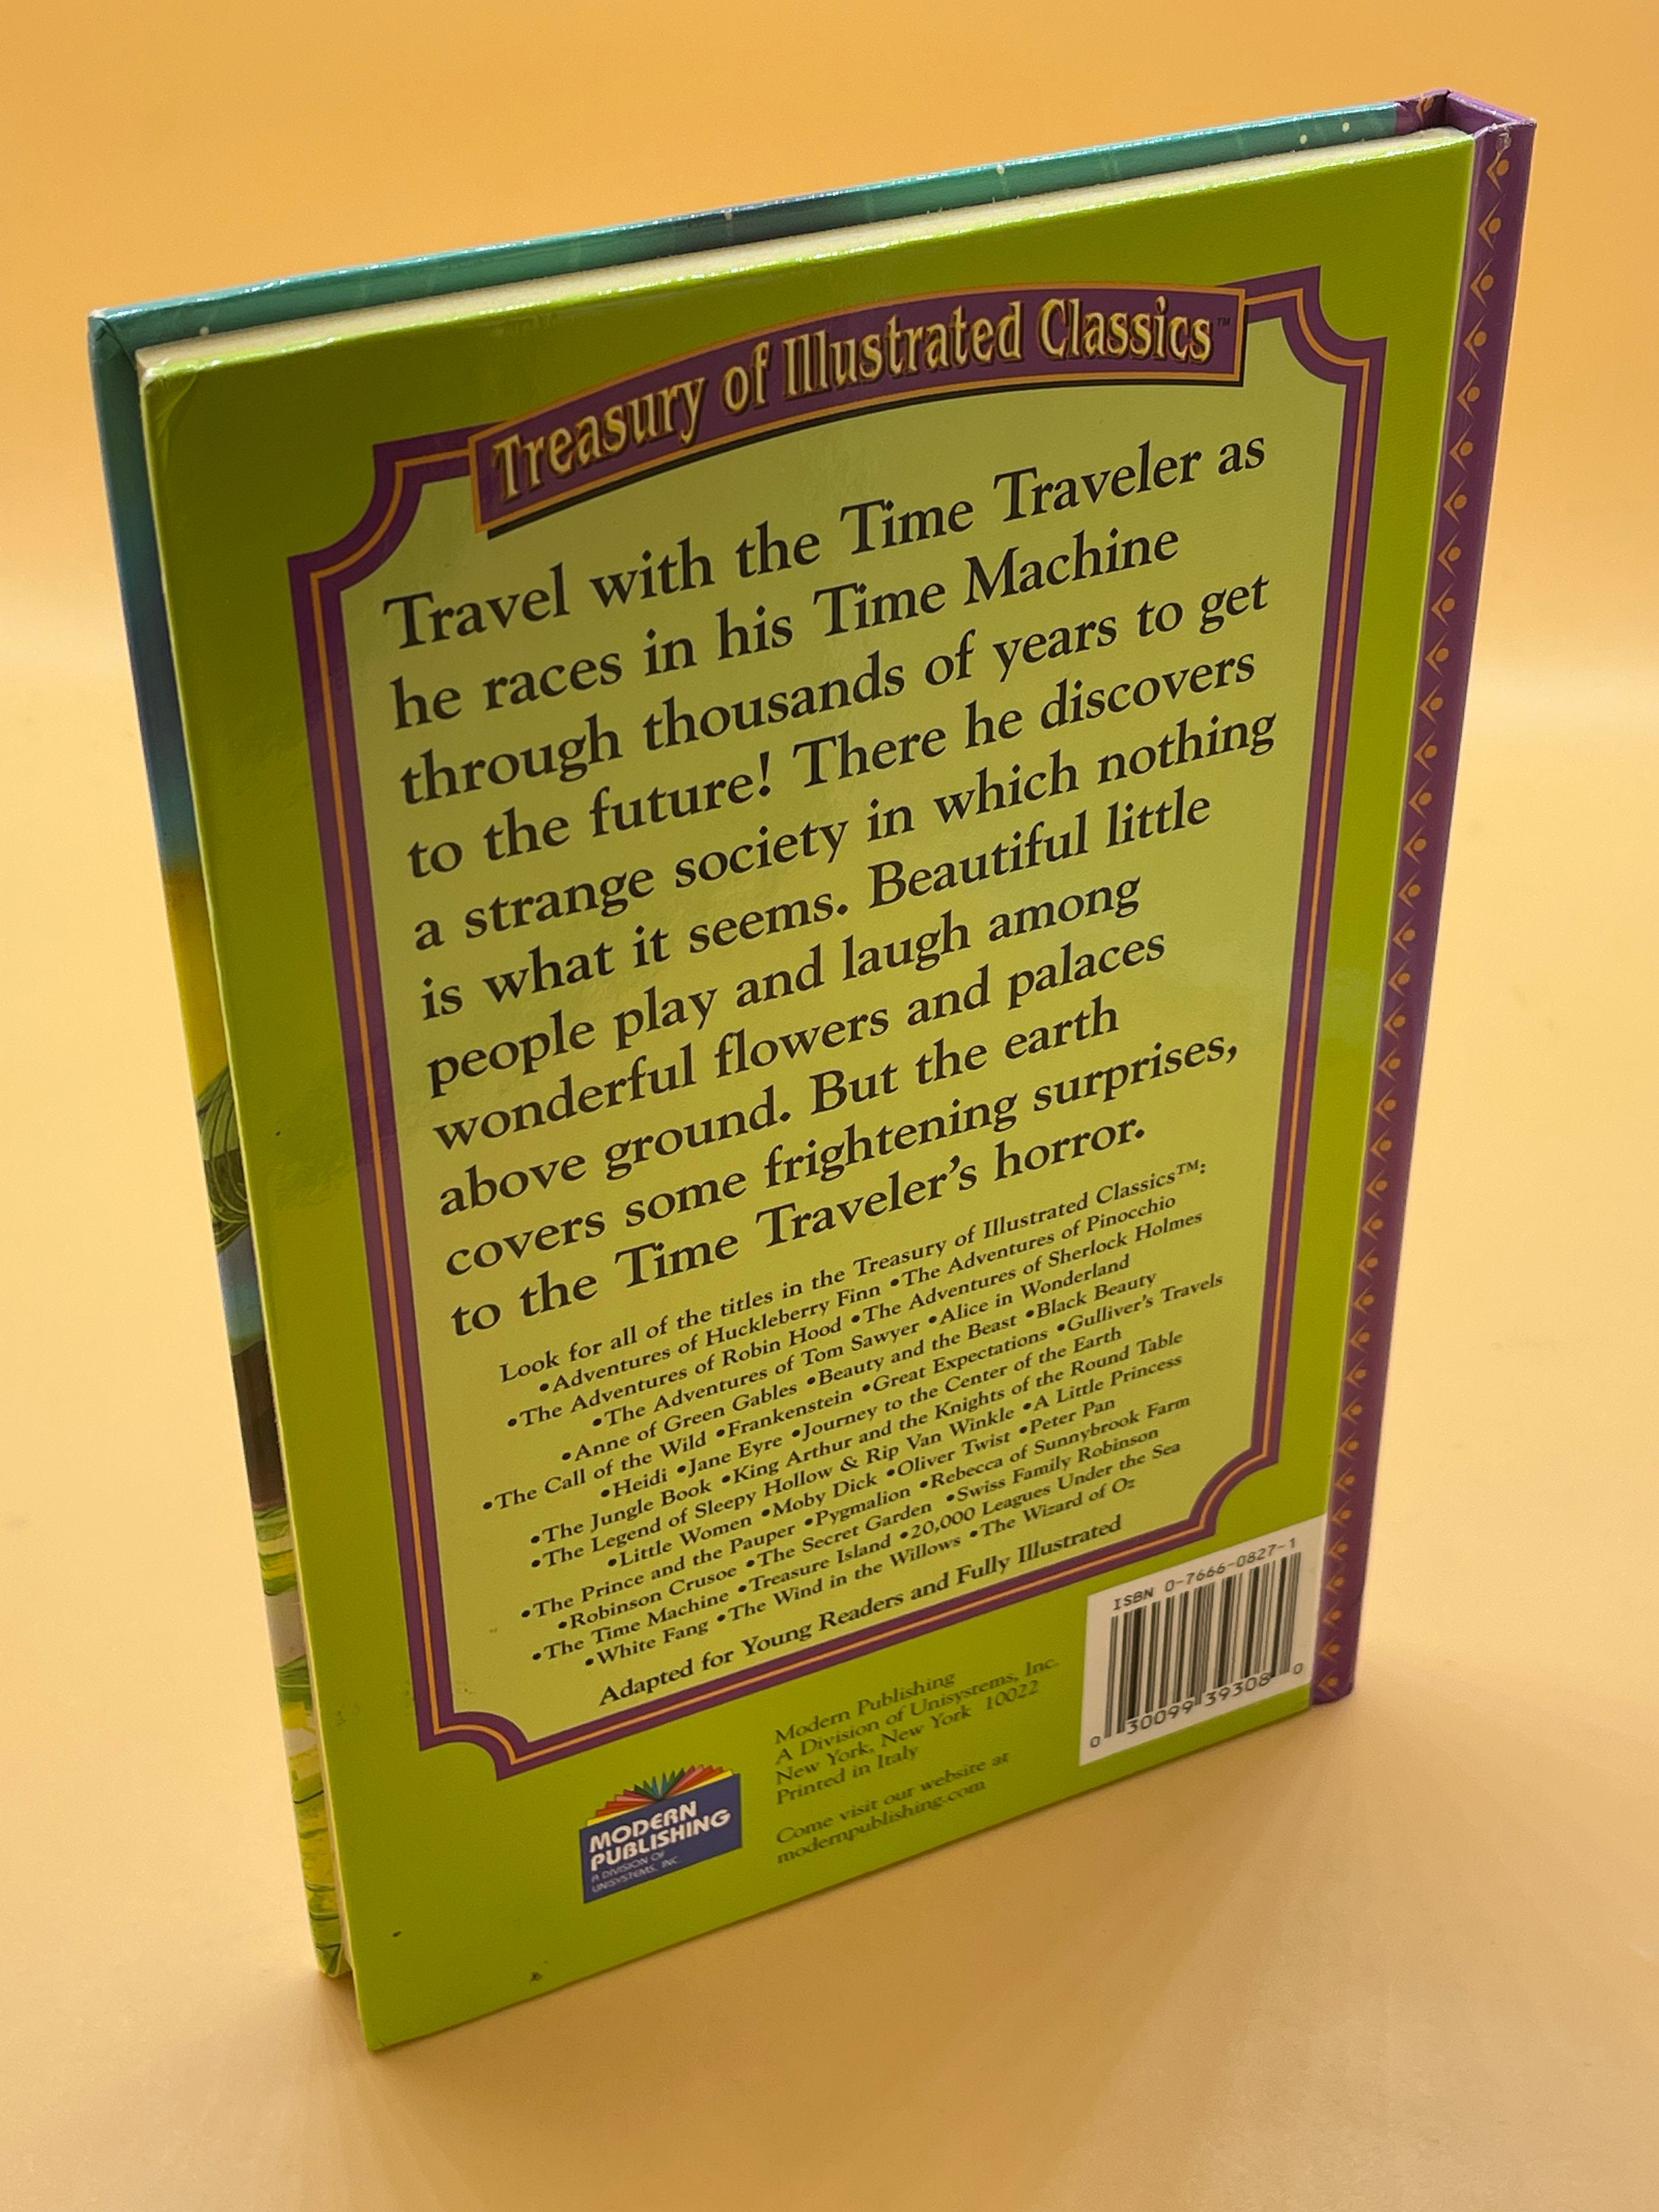 Treasury of Illustrated Classics™
Travel with the Time Traveler as
he races in his Time Machine
through thousands of years to get
to the future! There he discovers
a strange society in which nothing
is what it seems. Beautiful little
people play and laugh among
wonderful flowers and palaces
above ground. But the earth
covers some frightening surprises,
to the Time Traveler's horror.
Look for all of the titles in the Treasury of Illustrated Classics™:
•Adventures of Huckleberry Finn •The Adventures of Pinocchio
•The Adventures of Robin Hood •The Adventures of Sherlock Holmes
•The Adventures of Tom Sawyer •Alice in Wonderland
•Anne of Green Gables •Beauty and the Beast •Black Beauty
•The Call of the Wild •Frankenstein •Great Expectations •Gulliver's Travels
•Heidi •Jane Eyre •Journey to the Center of the Earth
•The Jungle Book •King Arthur and the Knights of the Round Table
•The Legend of Sleepy Hollow & Rip Van Winkle •A Little Princess
•Little Women •Moby Dick •Oliver Twist •Peter Pan
•The Prince and the Pauper •Pygmalion •Rebecca of Sunnybrook Farm
•Robinson Crusoe •The Secret Garden •Swiss Family Robinson
•The Time Machine •Treasure Island •20,000 Leagues Under the Sea
•White Fang •The Wind in the Willows •The Wizard of Oz
Adapted for Young Readers and Fully Illustrated
MODERN
PUBLISHING
A DIVISION OF
UNISYSTEMS, INC.
Modern Publishing
A Division of Unisystems, Inc.
New York, New York 10022
Printed in Italy
Come visit our website at
modernpublishing.com
ISBN 0-7666-0827-1
0 30099 39308 0